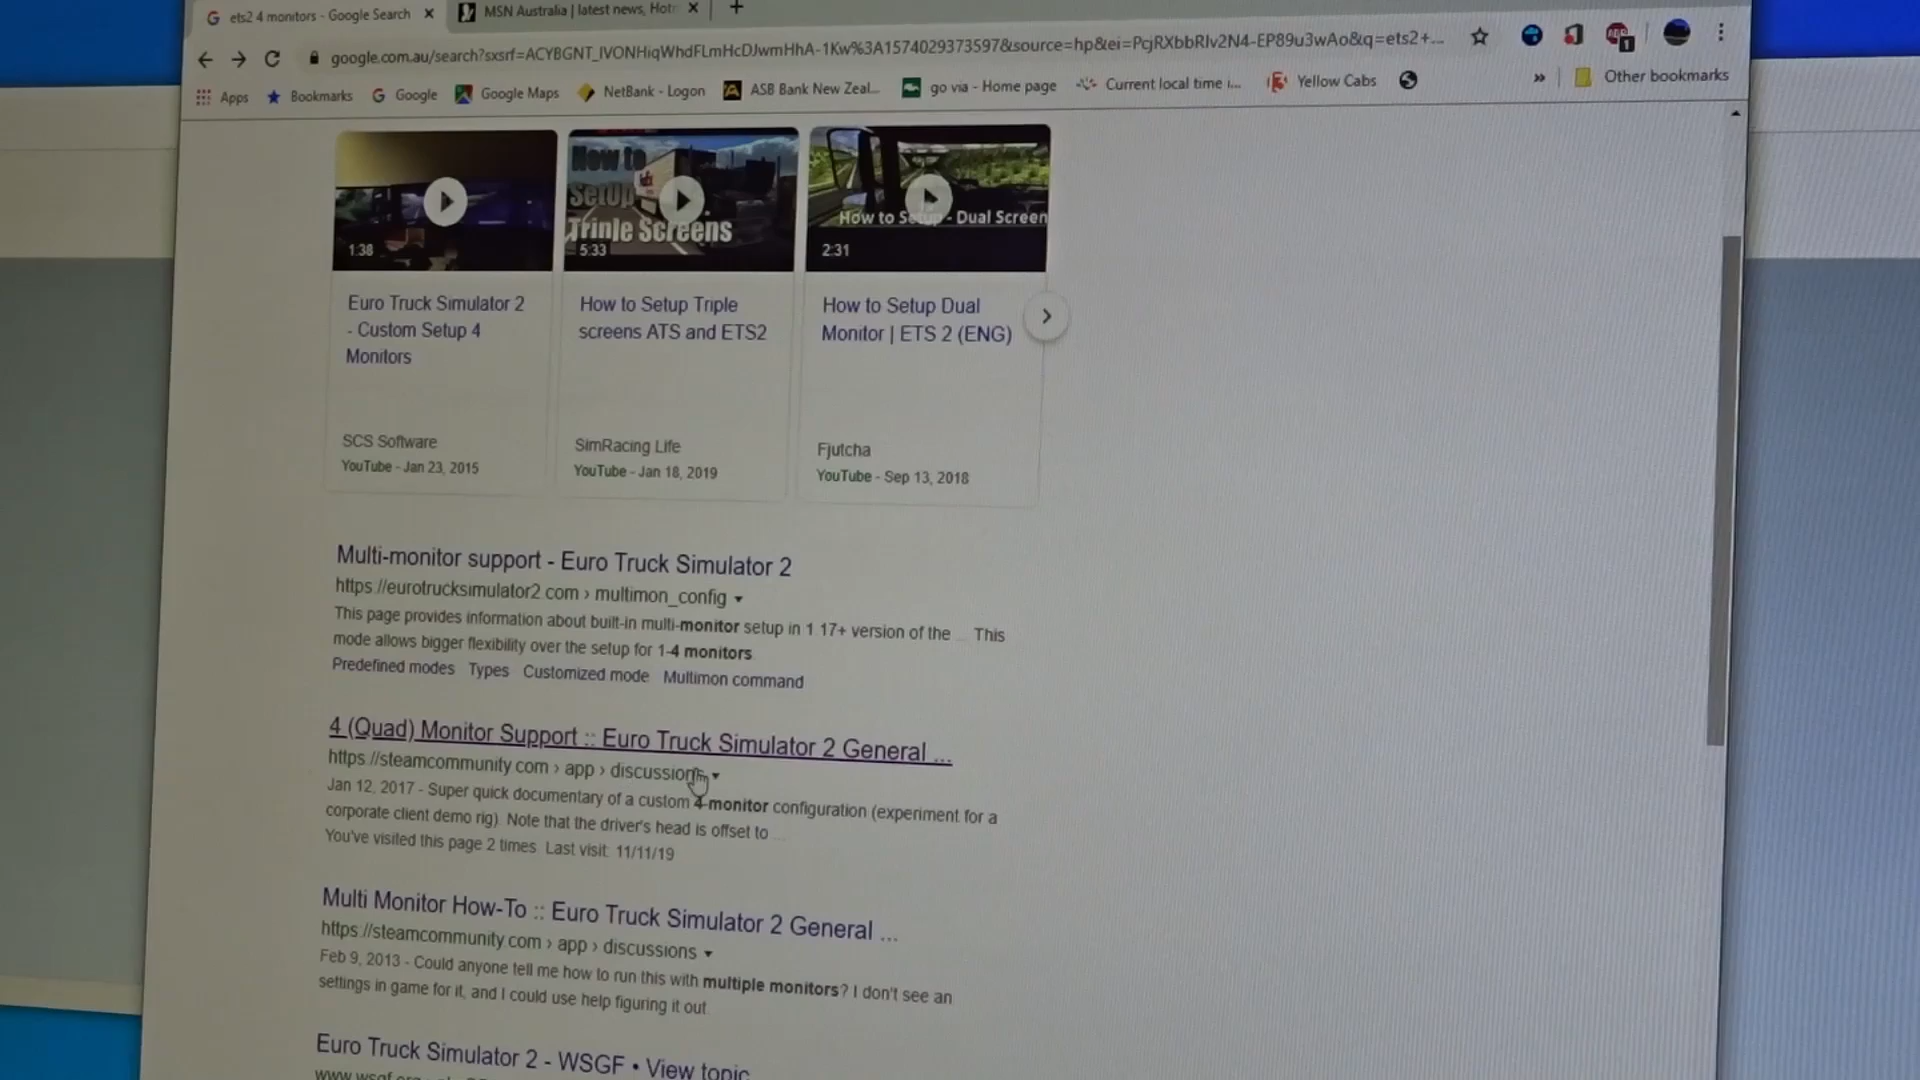 ets2 4 monitors - Google Search
MSN Australia | latest news, Hot
google.com.au/search?sxsrf=ACYBGNT_IVONHiqWhdFLmHcDJwmHhA-1Kw%3A1574029373597&source=hp&ei=PcjRXbbRIv2N4-EP89u3wAo&q=ets2+...
Apps Bookmarks Google Google Maps NetBank - Logon ASB Bank New Zeal... go via - Home page Current local time i... Yellow Cabs » Other bookmarks
How to
SetUp
Triple Screens
How to Setup - Dual Screen
1:38
5:33
2:31
Euro Truck Simulator 2
- Custom Setup 4
Monitors
SCS Software
YouTube - Jan 23, 2015
How to Setup Triple
screens ATS and ETS2
SimRacing Life
YouTube - Jan 18, 2019
How to Setup Dual
Monitor | ETS 2 (ENG)
Fjutcha
YouTube - Sep 13, 2018
Multi-monitor support - Euro Truck Simulator 2
https://eurotrucksimulator2.com › multimon_config
This page provides information about built-in multi-monitor setup in 1.17+ version of the ... This
mode allows bigger flexibility over the setup for 1-4 monitors.
Predefined modes Types Customized mode Multimon command
4 (Quad) Monitor Support :: Euro Truck Simulator 2 General ...
https://steamcommunity.com › app › discussions
Jan 12, 2017 - Super quick documentary of a custom 4-monitor configuration (experiment for a
corporate client demo rig). Note that the driver's head is offset to ...
You've visited this page 2 times. Last visit: 11/11/19
Multi Monitor How-To :: Euro Truck Simulator 2 General ...
https://steamcommunity.com › app › discussions
Feb 9, 2013 - Could anyone tell me how to run this with multiple monitors? I don't see an
settings in game for it, and I could use help figuring it out.
Euro Truck Simulator 2 - WSGF • View topic